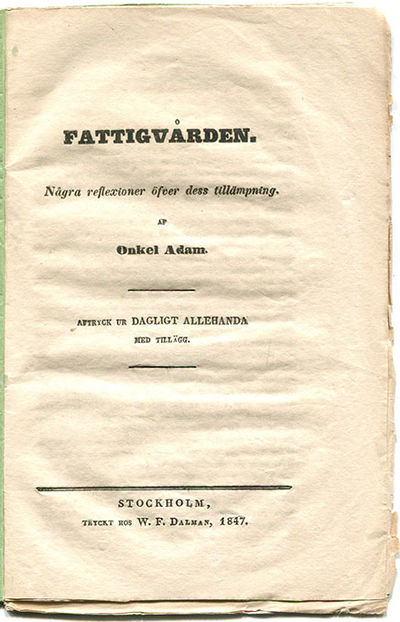 FATTIGVÅRDEN.
Några reflexioner öfver dess tillämpning.
AF
Onkel Adam.
AFTRYCK UR DAGLIGT ALLEHANDA
MED TILLÄGG.
STOCKHOLM,
TRYCKT HOS W. F. DALMAN, 1847.